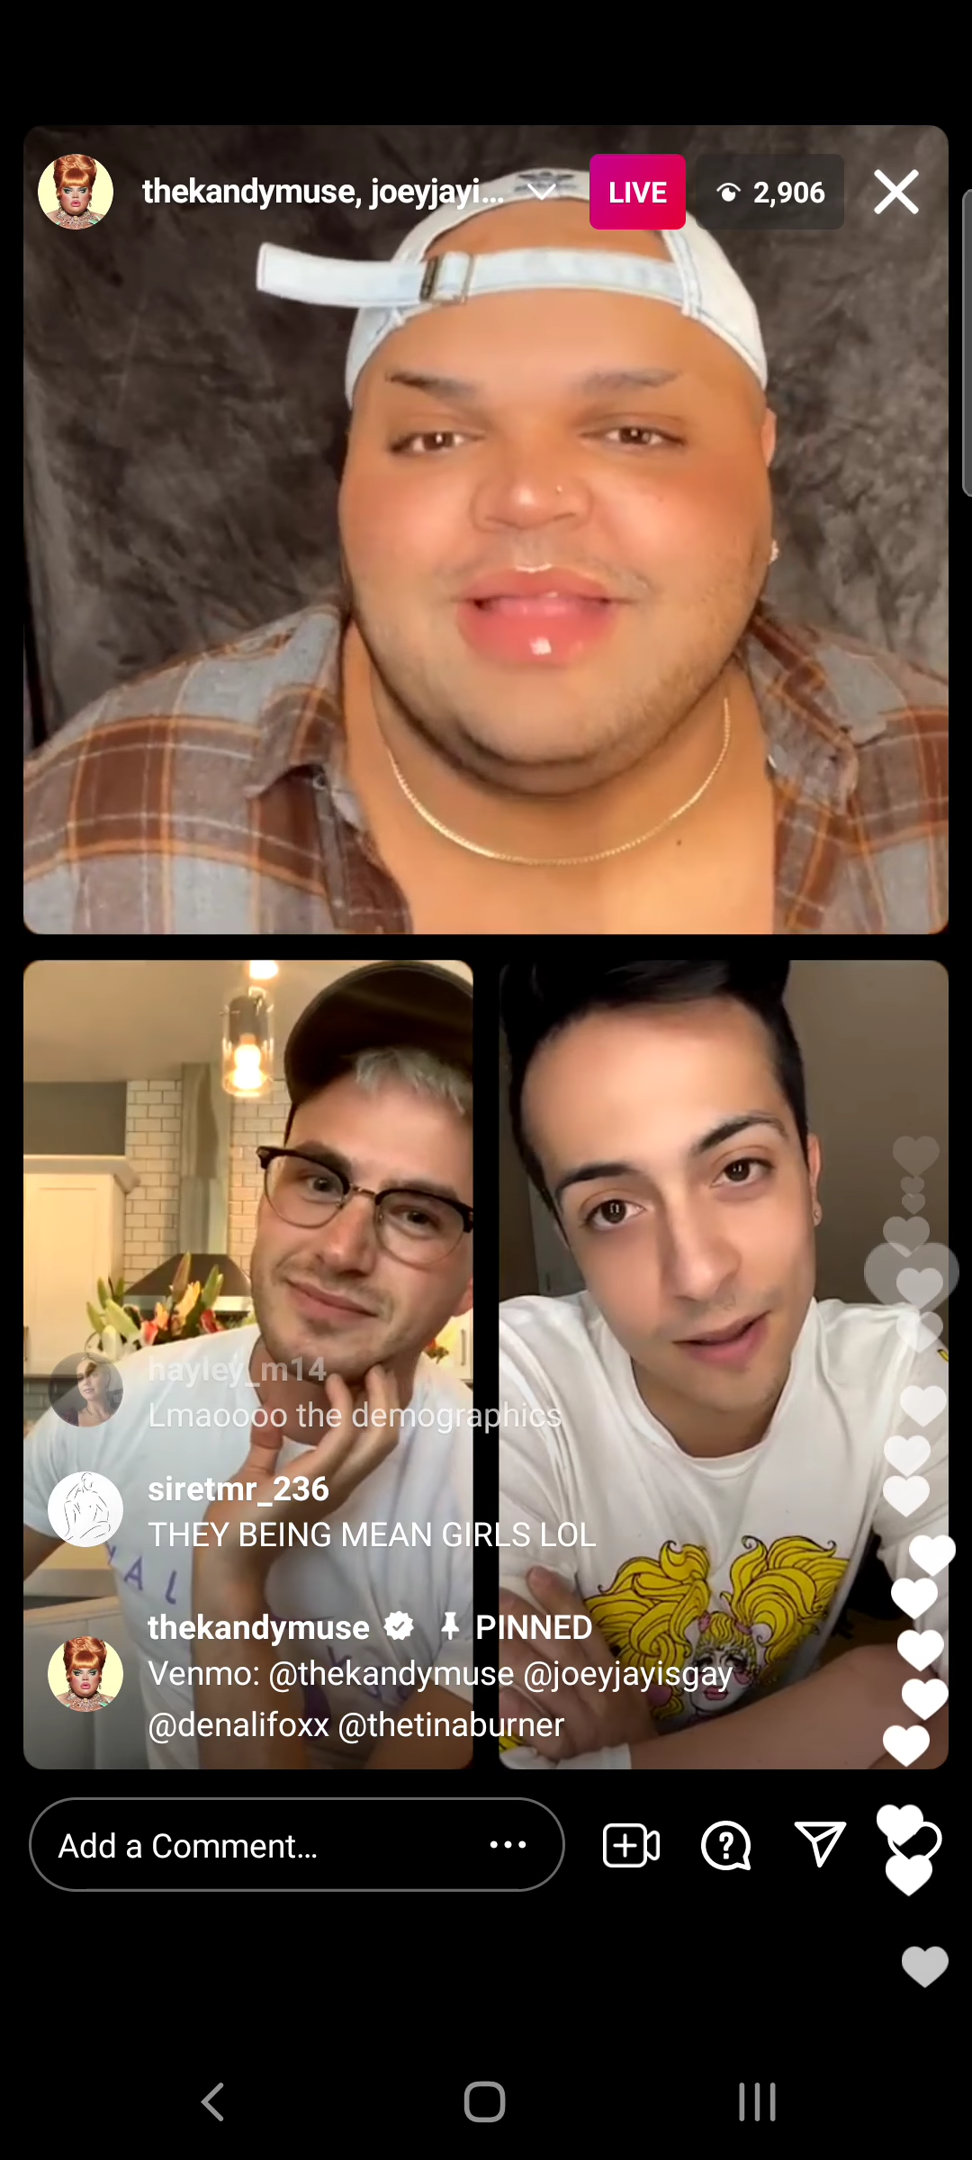 thekandymuse, joeyjayi...
LIVE
2,906
hayley_m14
Lmaoooo the demographics
siretmr_236
THEY BEING MEAN GIRLS LOL
thekandymuse PINNED
Venmo: @thekandymuse @joeyjayisgay
@denalifoxx @thetinaburner
Add a Comment...